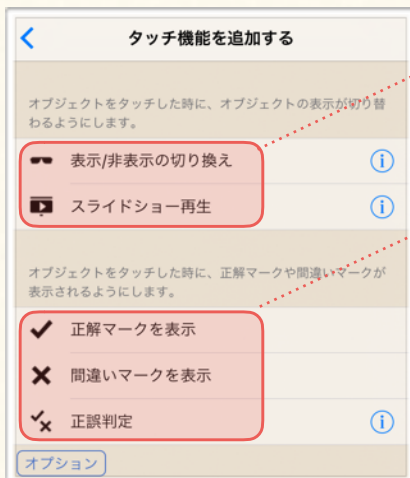 タッチ機能を追加する
オブジェクトをタッチした時に、オブジェクトの表示が切り替
わるようにします。
表示/非表示の切り換え
スライドショー再生
オブジェクトをタッチした時に、正解マークや間違いマークが
表示されるようにします。
正解マークを表示
間違いマークを表示
正誤判定
オプション